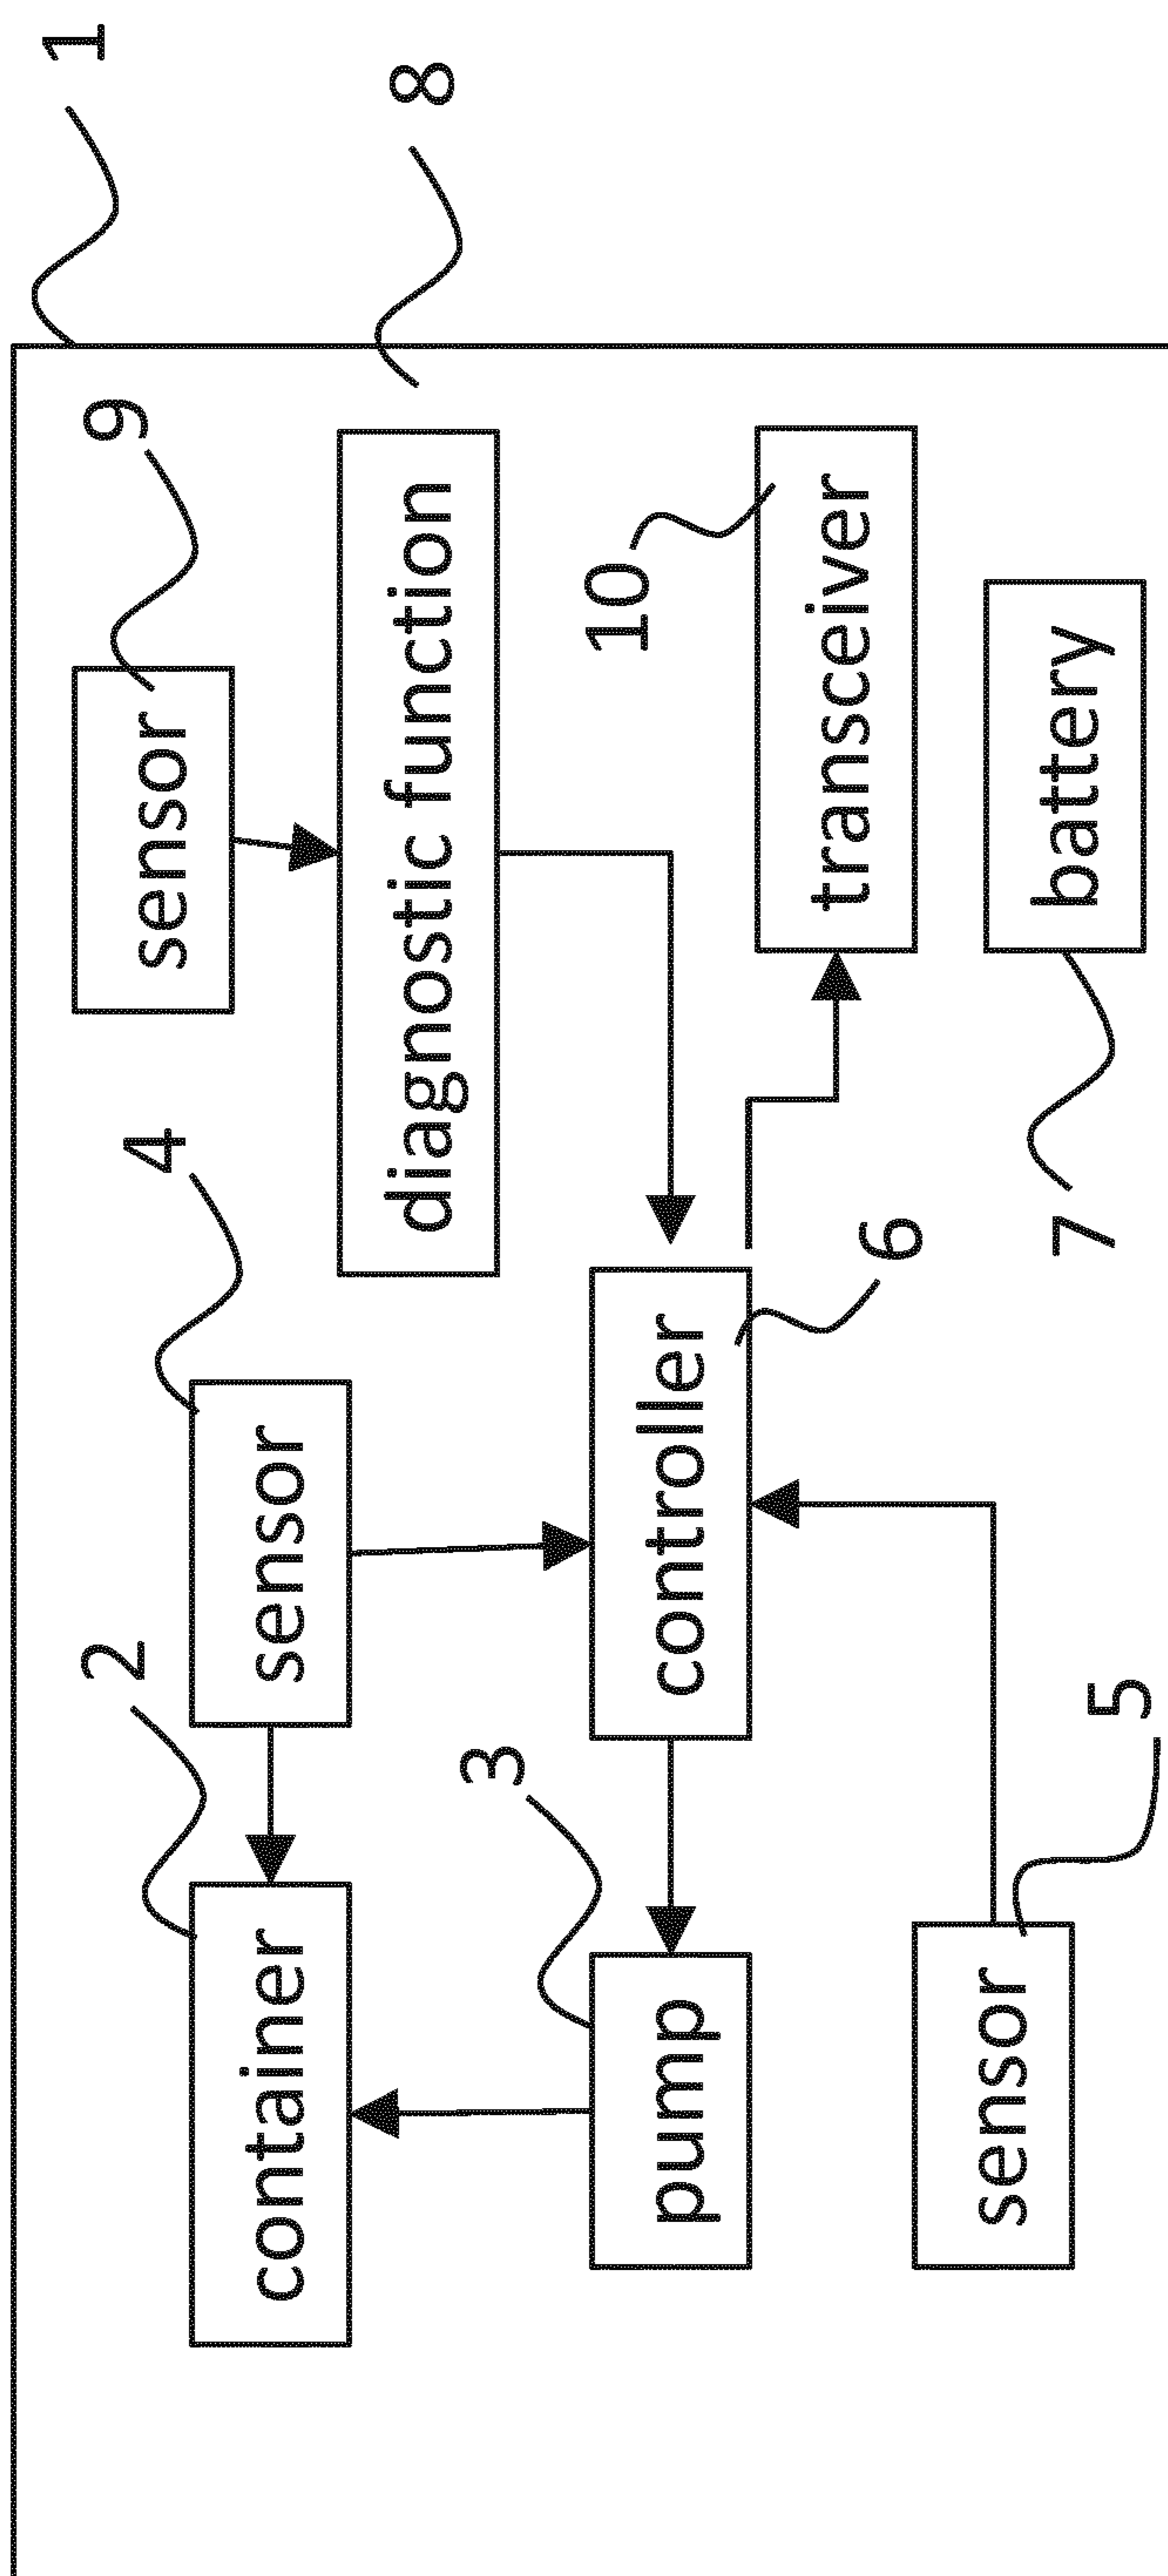 1
8
9
sensor
diagnostic function
10
transceiver
battery
7
4
sensor
2
container
controller
6
3
pump
5
sensor